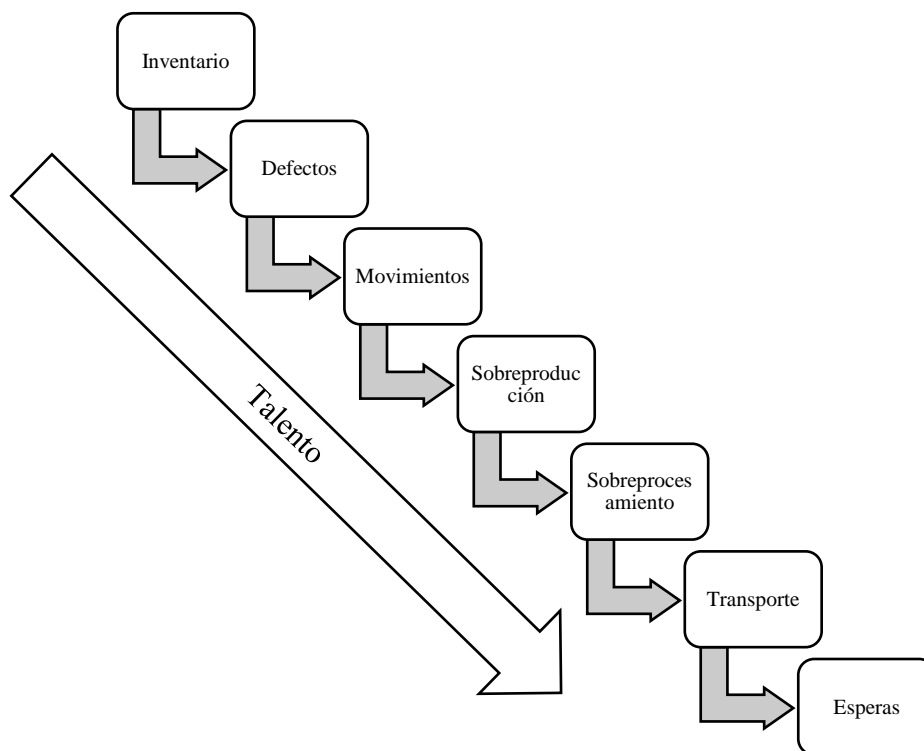 Inventario
Defectos
Movimientos
Sobreproduc
ción
Talento
Sobreproces
amiento
Transporte
Esperas